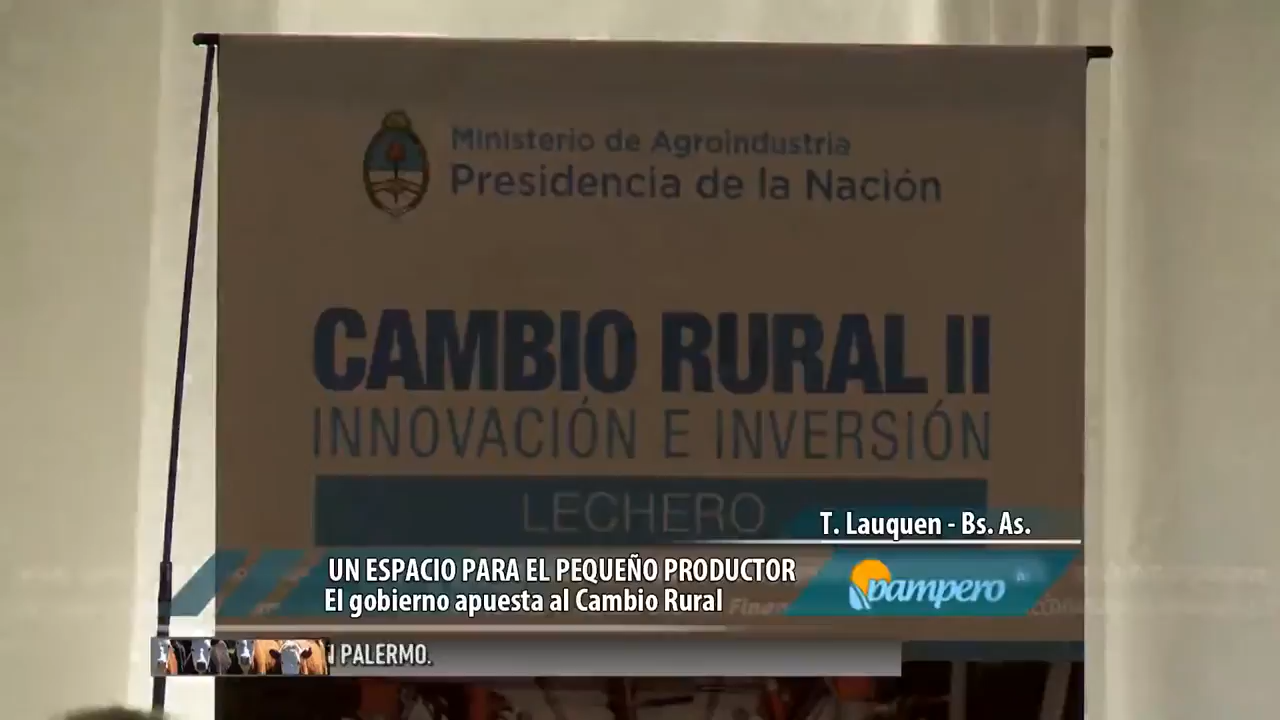 Ministerio de Agroindustria
Presidencia de la Nación
CAMBIO RURAL II
INNOVACIÓN E INVERSIÓN
LECHERO
T. Lauquen - Bs. As.
UN ESPACIO PARA EL PEQUEÑO PRODUCTOR
El gobierno apuesta al Cambio Rural
pampero
PALERMO.